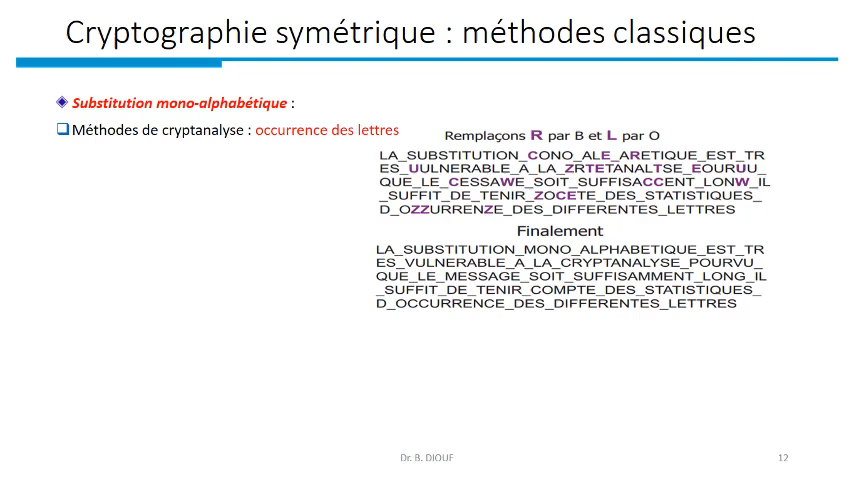 Cryptographie symétrique : méthodes classiques
Substitution mono-alphabétique :
Méthodes de cryptanalyse : occurrence des lettres
Remplaçons R par B et L par O
LA_SUBSTITUTION_CONO_ALE_ARETIQUE_EST_TR
ES_UULNERABLE_A_LA_ZRTETANALTSE_EOURUU_
QUE_LE_CESSAWE_SOIT_SUFFISACCENT_LONW_IL
_SUFFIT_DE_TENIR_ZOCETE_DES_STATISTIQUES_
D_OZZURRENZE_DES_DIFFERENTES_LETTRES
Finalement
LA_SUBSTITUTION_MONO_ALPHABETIQUE_EST_TR
ES_VULNERABLE_A_LA_CRYPTANALYSE_POURVU_
QUE_LE_MESSAGE_SOIT_SUFFISAMMENT_LONG_IL
_SUFFIT_DE_TENIR_COMPTE_DES_STATISTIQUES_
D_OCCURRENCE_DES_DIFFERENTES_LETTRES
Dr. B. DIOUF
12